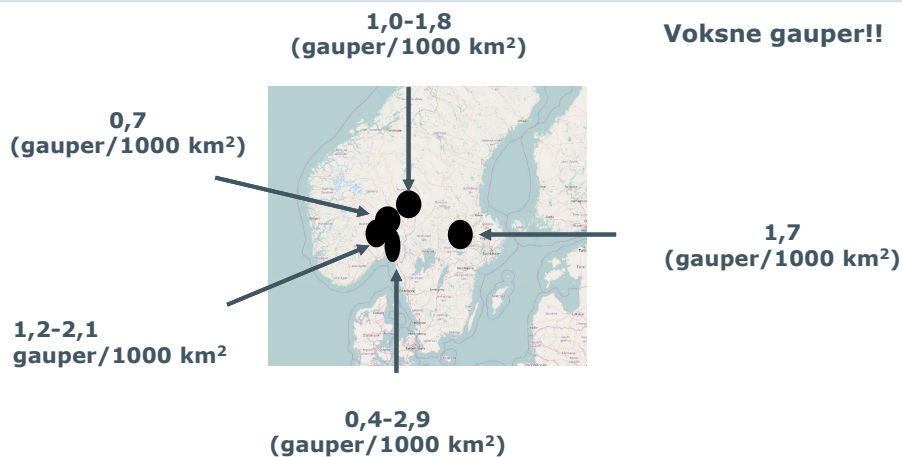 1,0-1,8
(gauper/1000 km²)
Voksne gauper!!
0,7
(gauper/1000 km²)
1,7
(gauper/1000 km²)
1,2-2,1
gauper/1000 km²
0,4-2,9
(gauper/1000 km²)